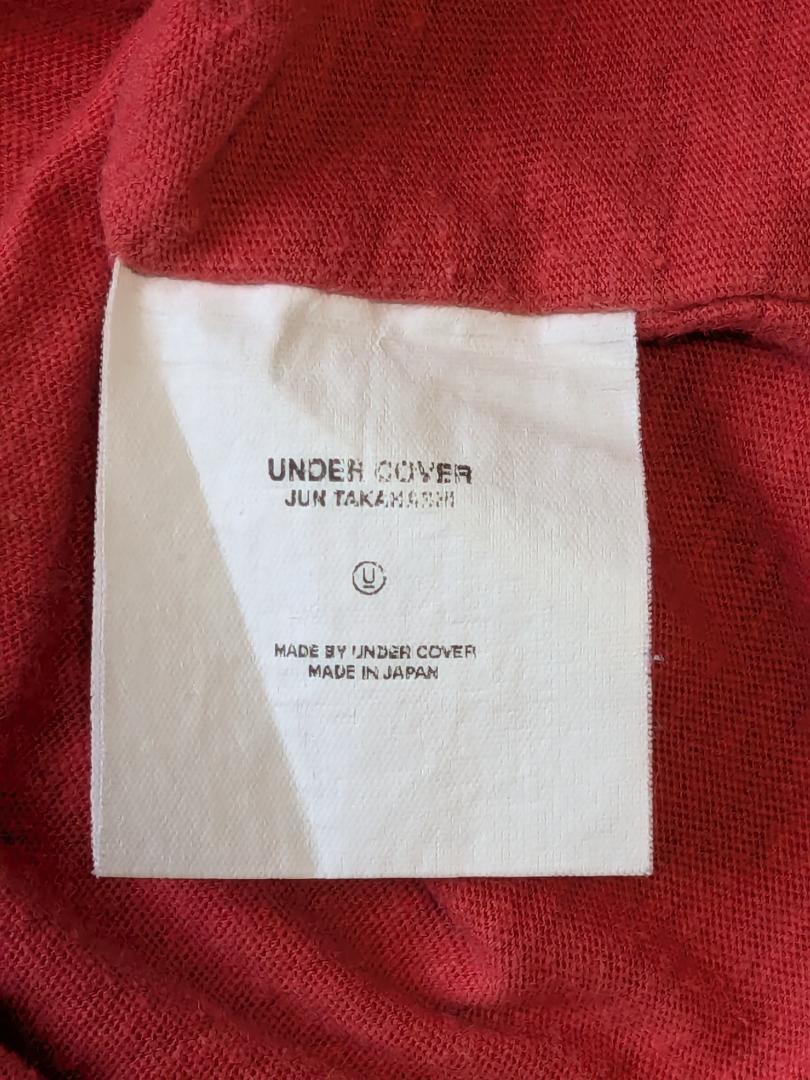 UNDER COVER
JUN TAKAHASHI
U
MADE BY UNDER COVER
MADE IN JAPAN